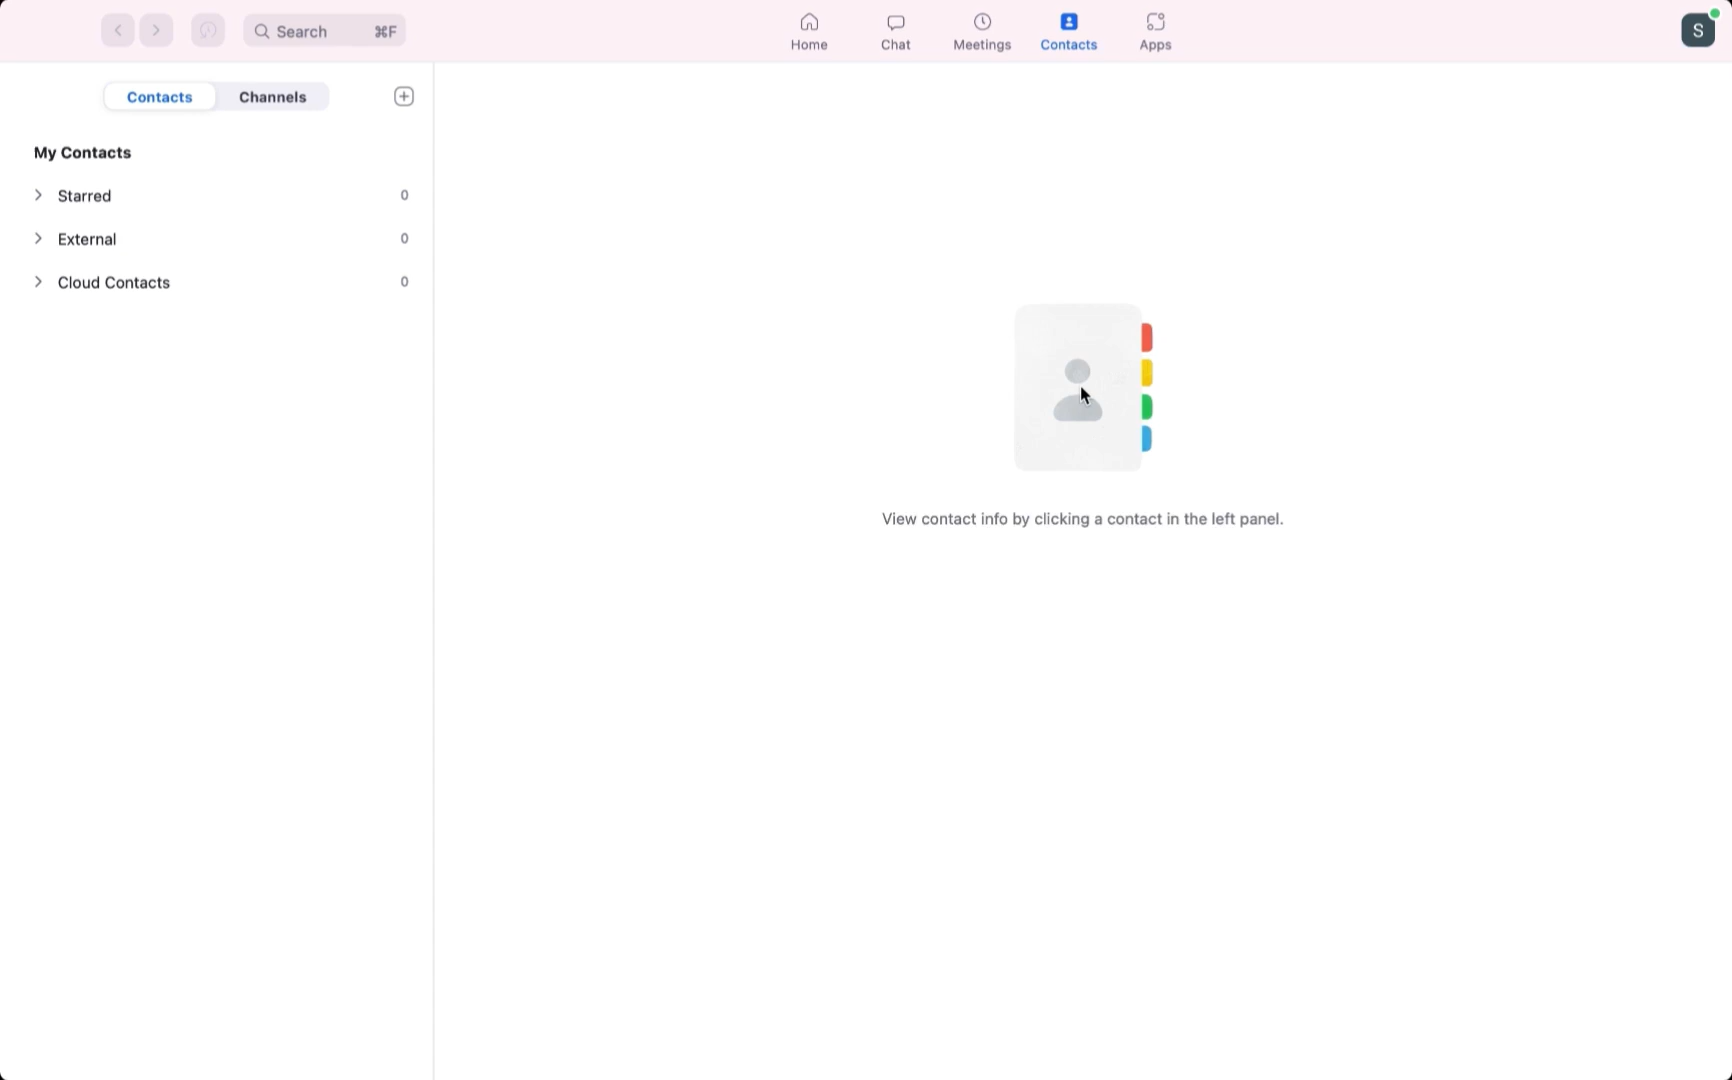 Search ⌘F
Home
Chat
Meetings
Contacts
Apps
S
Contacts
Channels
My Contacts
Starred 0
External 0
Cloud Contacts 0
View contact info by clicking a contact in the left panel.